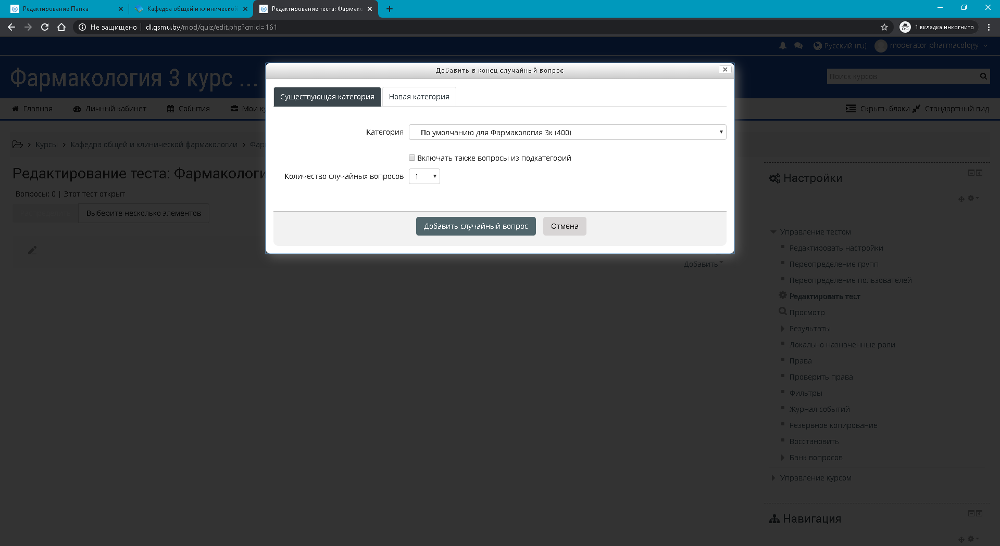 Редактирование Папка
Кафедра общей и клинической
Редактирование теста: Фармако
Не защищено
dl.gsmu.by/mod/quiz/edit.php?cmid=161
1 вкладка инкогнито
Русский (ru)
moderator pharmacology
Фармакология 3 курс ...
Поиск курсов
Главная
Личный кабинет
События
Мои ку
Скрыть блоки
Стандартный вид
Курсы
Кафедра общей и клинической фармакологии
Фар
Редактирование теста: Фармакологи
Вопросы: 0 | Этот тест открыт
Выберите несколько элементов
Добавить
Добавить в конец случайный вопрос
Существующая категория
Новая категория
Категория
По умолчанию для Фармакология 3к (400)
Включать также вопросы из подкатегорий
Количество случайных вопросов
1
Добавить случайный вопрос
Отмена
Настройки
Управление тестом
Редактировать настройки
Переопределение групп
Переопределение пользователей
Редактировать тест
Просмотр
Результаты
Локально назначенные роли
Права
Проверить права
Фильтры
Журнал событий
Резервное копирование
Восстановить
Банк вопросов
Управление курсом
Навигация